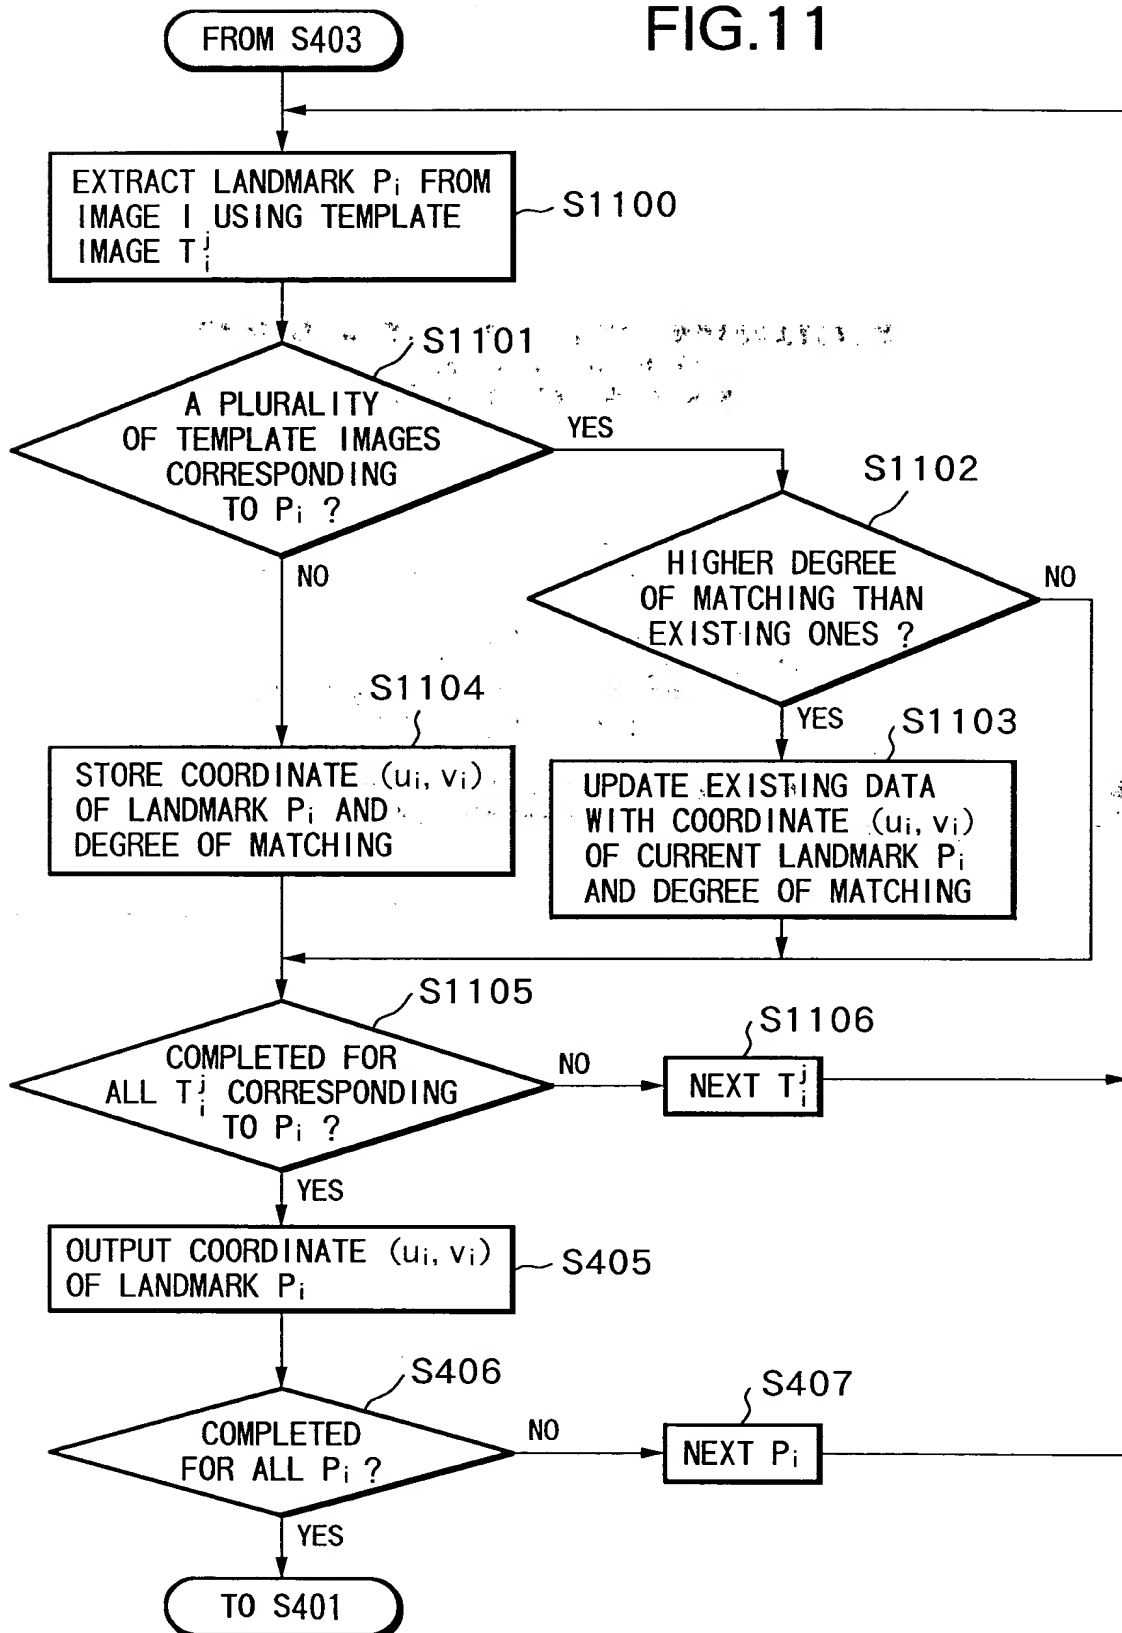 FIG.11
FROM S403
EXTRACT LANDMARK Pi FROM
IMAGE I USING TEMPLATE
IMAGE Tij
S1100
S1101
A PLURALITY
OF TEMPLATE IMAGES
CORRESPONDING
TO Pi ?
YES
NO
S1102
HIGHER DEGREE
OF MATCHING THAN
EXISTING ONES ?
NO
YES
S1104
STORE COORDINATE (ui, vi)
OF LANDMARK Pi AND
DEGREE OF MATCHING
S1103
UPDATE EXISTING DATA
WITH COORDINATE (ui, vi)
OF CURRENT LANDMARK Pi
AND DEGREE OF MATCHING
S1105
COMPLETED FOR
ALL Tij CORRESPONDING
TO Pi ?
NO
YES
S1106
NEXT Tij
OUTPUT COORDINATE (ui, vi)
OF LANDMARK Pi
S405
S406
COMPLETED
FOR ALL Pi ?
NO
YES
S407
NEXT Pi
TO S401